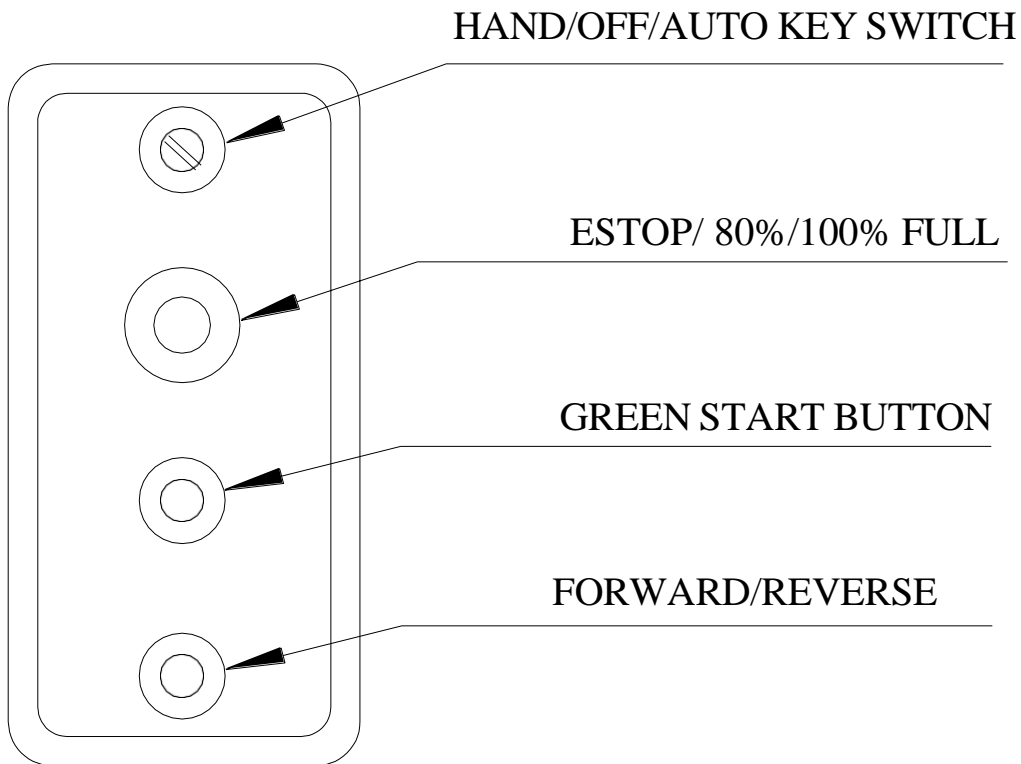 HAND/OFF/AUTO KEY SWITCH
ESTOP/ 80%/100% FULL
GREEN START BUTTON
FORWARD/REVERSE